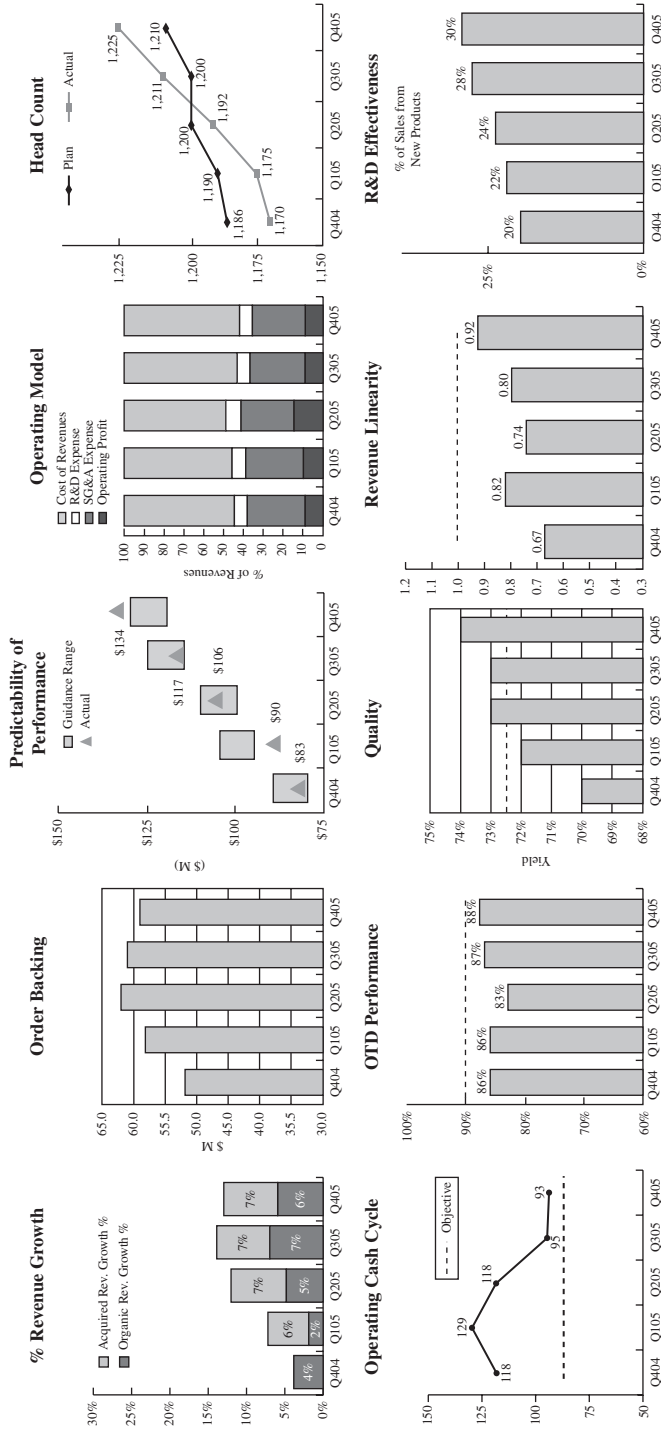 % Revenue Growth
Acquired Rev. Growth %
Organic Rev. Growth %
30%
25%
20%
15%
10%
5%
0%
4%
6%
2%
7%
5%
7%
7%
7%
6%
Q404
Q105
Q205
Q305
Q405
Order Backing
65.0
60.0
55.0
50.0
45.0
40.0
35.0
30.0
$ M
Q404
Q105
Q205
Q305
Q405
Predictability of
Performance
Guidance Range
Actual
$150
$125
$100
$75
($ M)
$83
$90
$106
$117
$134
Q404
Q105
Q205
Q305
Q405
Operating Model
Cost of Revenues
R&D Expense
SG&A Expense
Operating Profit
100
90
80
70
60
50
40
30
20
10
0
% of Revenues
Q404
Q105
Q205
Q305
Q405
Head Count
Plan
Actual
1,225
1,200
1,175
1,150
1,186
1,190
1,200
1,200
1,210
1,170
1,175
1,192
1,211
1,225
Q404
Q105
Q205
Q305
Q405
Operating Cash Cycle
Objective
150
125
100
75
50
118
129
118
95
93
Q404
Q105
Q205
Q305
Q405
OTD Performance
100%
90%
80%
70%
60%
86%
86%
83%
87%
88%
Q404
Q105
Q205
Q305
Q405
Quality
75%
74%
73%
72%
71%
70%
69%
68%
Yield
Q404
Q105
Q205
Q305
Q405
Revenue Linearity
1.2
1.1
1.0
0.9
0.8
0.7
0.6
0.5
0.4
0.3
0.67
0.82
0.74
0.80
0.92
Q404
Q105
Q205
Q305
Q405
R&D Effectiveness
% of Sales from
New Products
25%
0%
20%
22%
24%
28%
30%
Q404
Q105
Q205
Q305
Q405